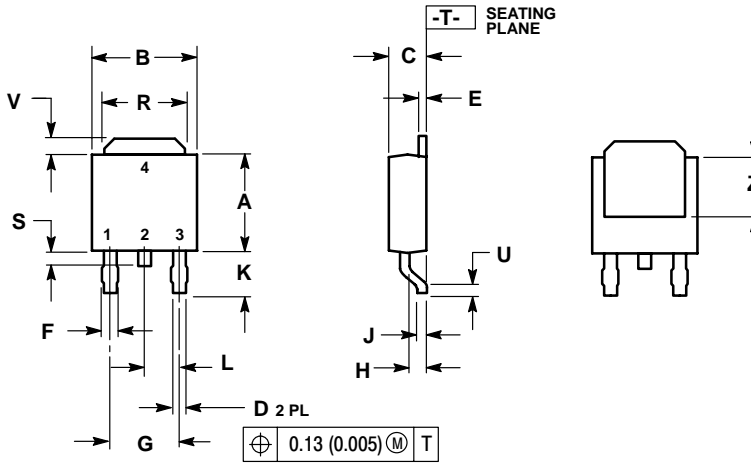 -T- SEATING
PLANE
B
C
V
R
E
4
A
Z
S
1 2 3
K
U
F
J
L
H
D 2 PL
G
⌖ 0.13 (0.005) Ⓜ T